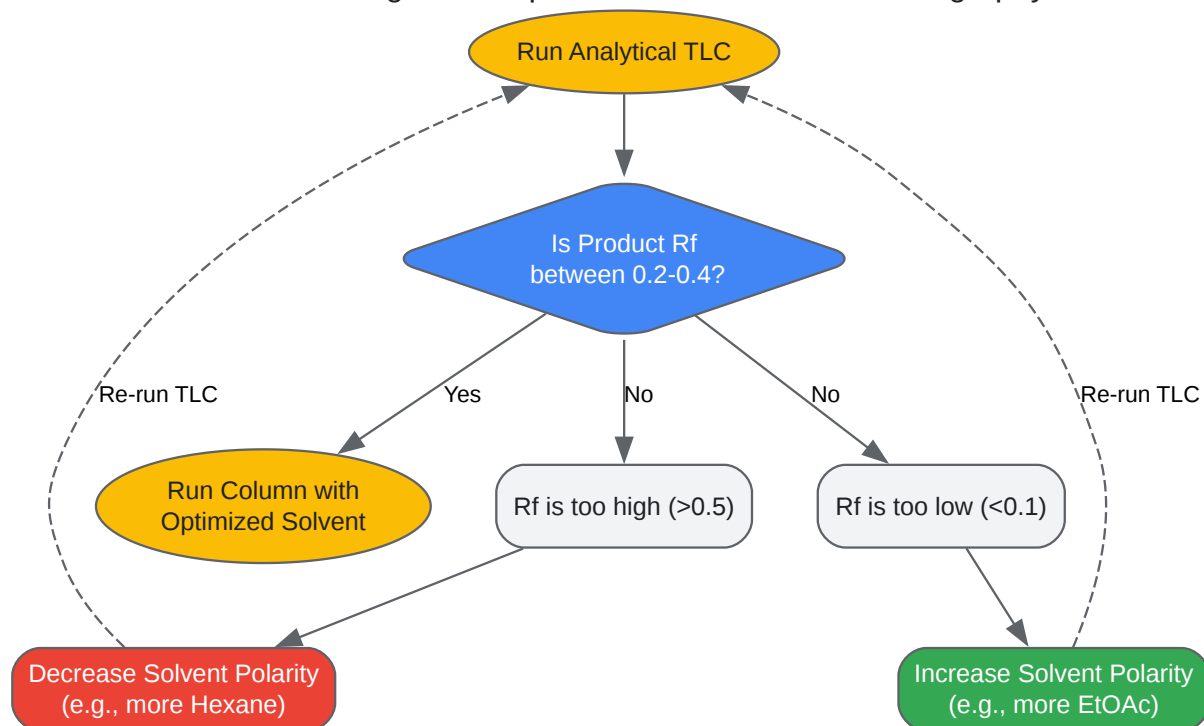 Run Analytical TLC
Is Product Rf
between 0.2-0.4?
Re-run TLC
Yes
No
No
Re-run TLC
Run Column with
Optimized Solvent
Rf is too high (>0.5)
Rf is too low (<0.1)
Decrease Solvent Polarity
(e.g., more Hexane)
Increase Solvent Polarity
(e.g., more EtOAc)